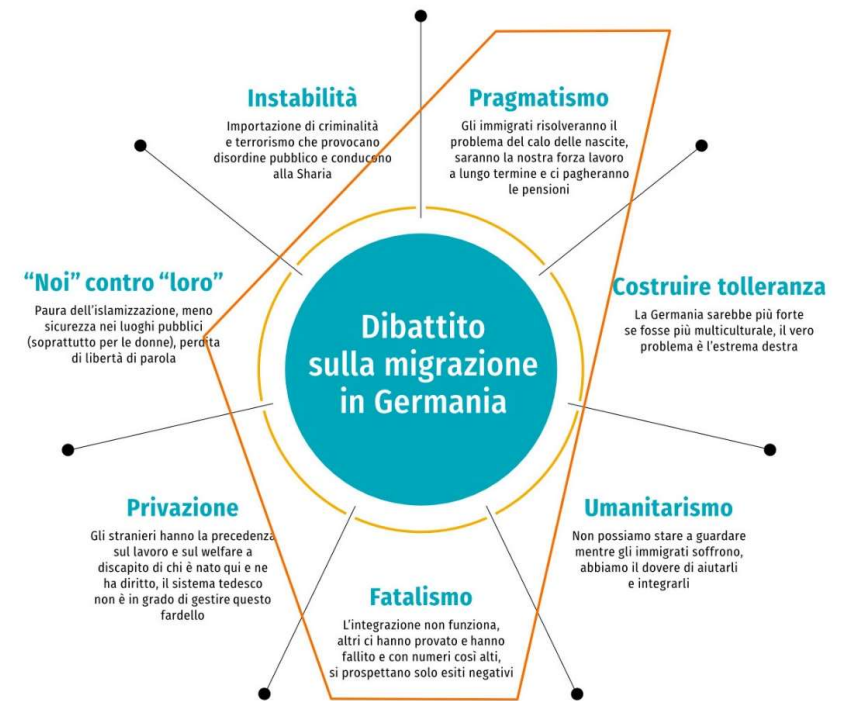 Instabilità
Importazione di criminalità
e terrorismo che provocano
disordine pubblico e conducono
alla Sharia
Pragmatismo
Gli immigrati risolveranno il
problema del calo delle nascite,
saranno la nostra forza lavoro
a lungo termine e ci pagheranno
le pensioni
“Noi” contro “loro”
Paura dell’islamizzazione, meno
sicurezza nei luoghi pubblici
(soprattutto per le donne), perdita
di libertà di parola
Dibattito
sulla migrazione
in Germania
Costruire tolleranza
La Germania sarebbe più forte
se fosse più multiculturale, il vero
problema è l’estrema destra
Privazione
Gli stranieri hanno la precedenza
sul lavoro e sul welfare a
discapito di chi è nato qui e ne
ha diritto, il sistema tedesco
non è in grado di gestire questo
fardello
Umanitarismo
Non possiamo stare a guardare
mentre gli immigrati soffrono,
abbiamo il dovere di aiutarli
e integrarli
Fatalismo
L’integrazione non funziona,
altri ci hanno provato e hanno
fallito e con numeri così alti,
si prospettano solo esiti negativi